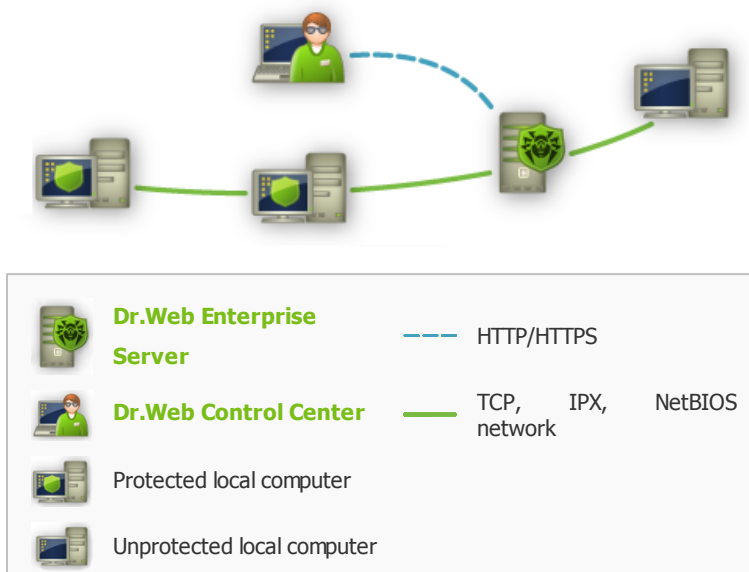 Dr.Web Enterprise
Server
HTTP/HTTPS
Dr.Web Control Center
TCP, IPX, NetBIOS
network
Protected local computer
Unprotected local computer